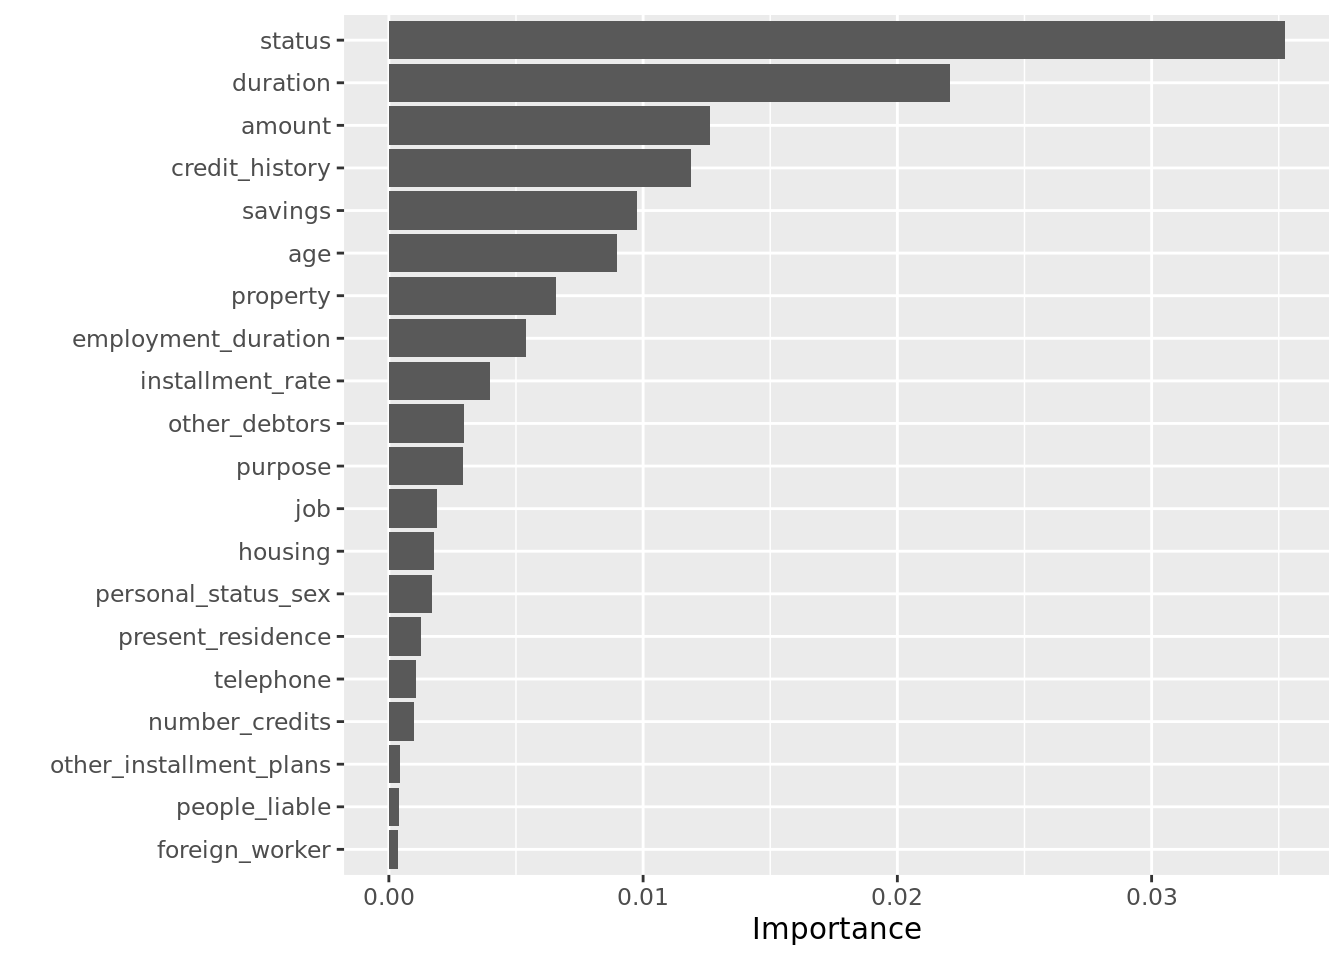 status
duration
amount
credit_history
savings
age
property
employment_duration
installment_rate
other_debtors
purpose
job
housing
personal_status_sex
present_residence
telephone
number_credits
other_installment_plans
people_liable
foreign_worker
0.00 0.01 0.02 0.03
Importance